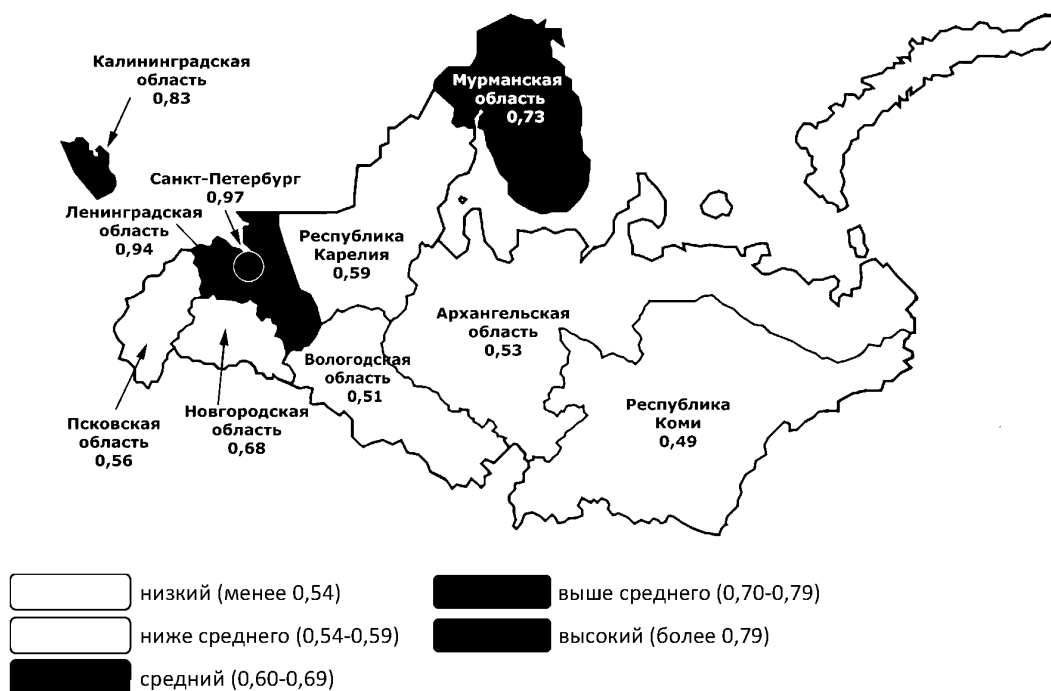 Калининградская
область
0,83
Мурманская
область
0,73
Санкт-Петербург
0,97
Ленинградская
область
0,94
Республика
Карелия
0,59
Архангельская
область
0,53
Вологодская
область
0,51
Псковская
область
0,56
Новгородская
область
0,68
Республика
Коми
0,49
низкий (менее 0,54)
ниже среднего (0,54-0,59)
средний (0,60-0,69)
выше среднего (0,70-0,79)
высокий (более 0,79)